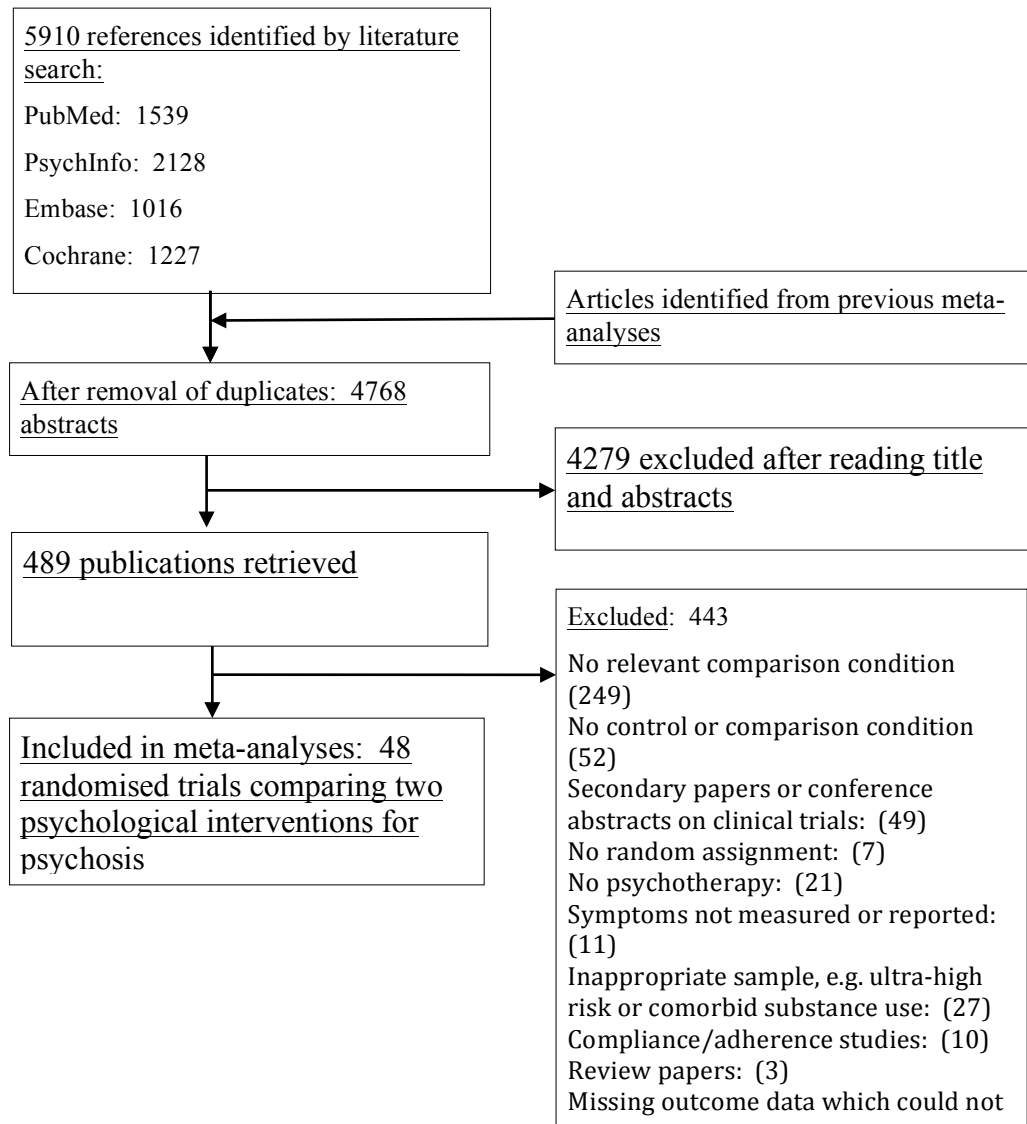 5910 references identified by literature
search:
PubMed: 1539
PsychInfo: 2128
Embase: 1016
Cochrane: 1227
Articles identified from previous meta-
analyses
After removal of duplicates: 4768
abstracts
4279 excluded after reading title
and abstracts
489 publications retrieved
Excluded: 443
No relevant comparison condition
(249)
No control or comparison condition
(52)
Secondary papers or conference
abstracts on clinical trials: (49)
No random assignment: (7)
No psychotherapy: (21)
Symptoms not measured or reported:
(11)
Inappropriate sample, e.g. ultra-high
risk or comorbid substance use: (27)
Compliance/adherence studies: (10)
Review papers: (3)
Missing outcome data which could not
Included in meta-analyses: 48
randomised trials comparing two
psychological interventions for
psychosis